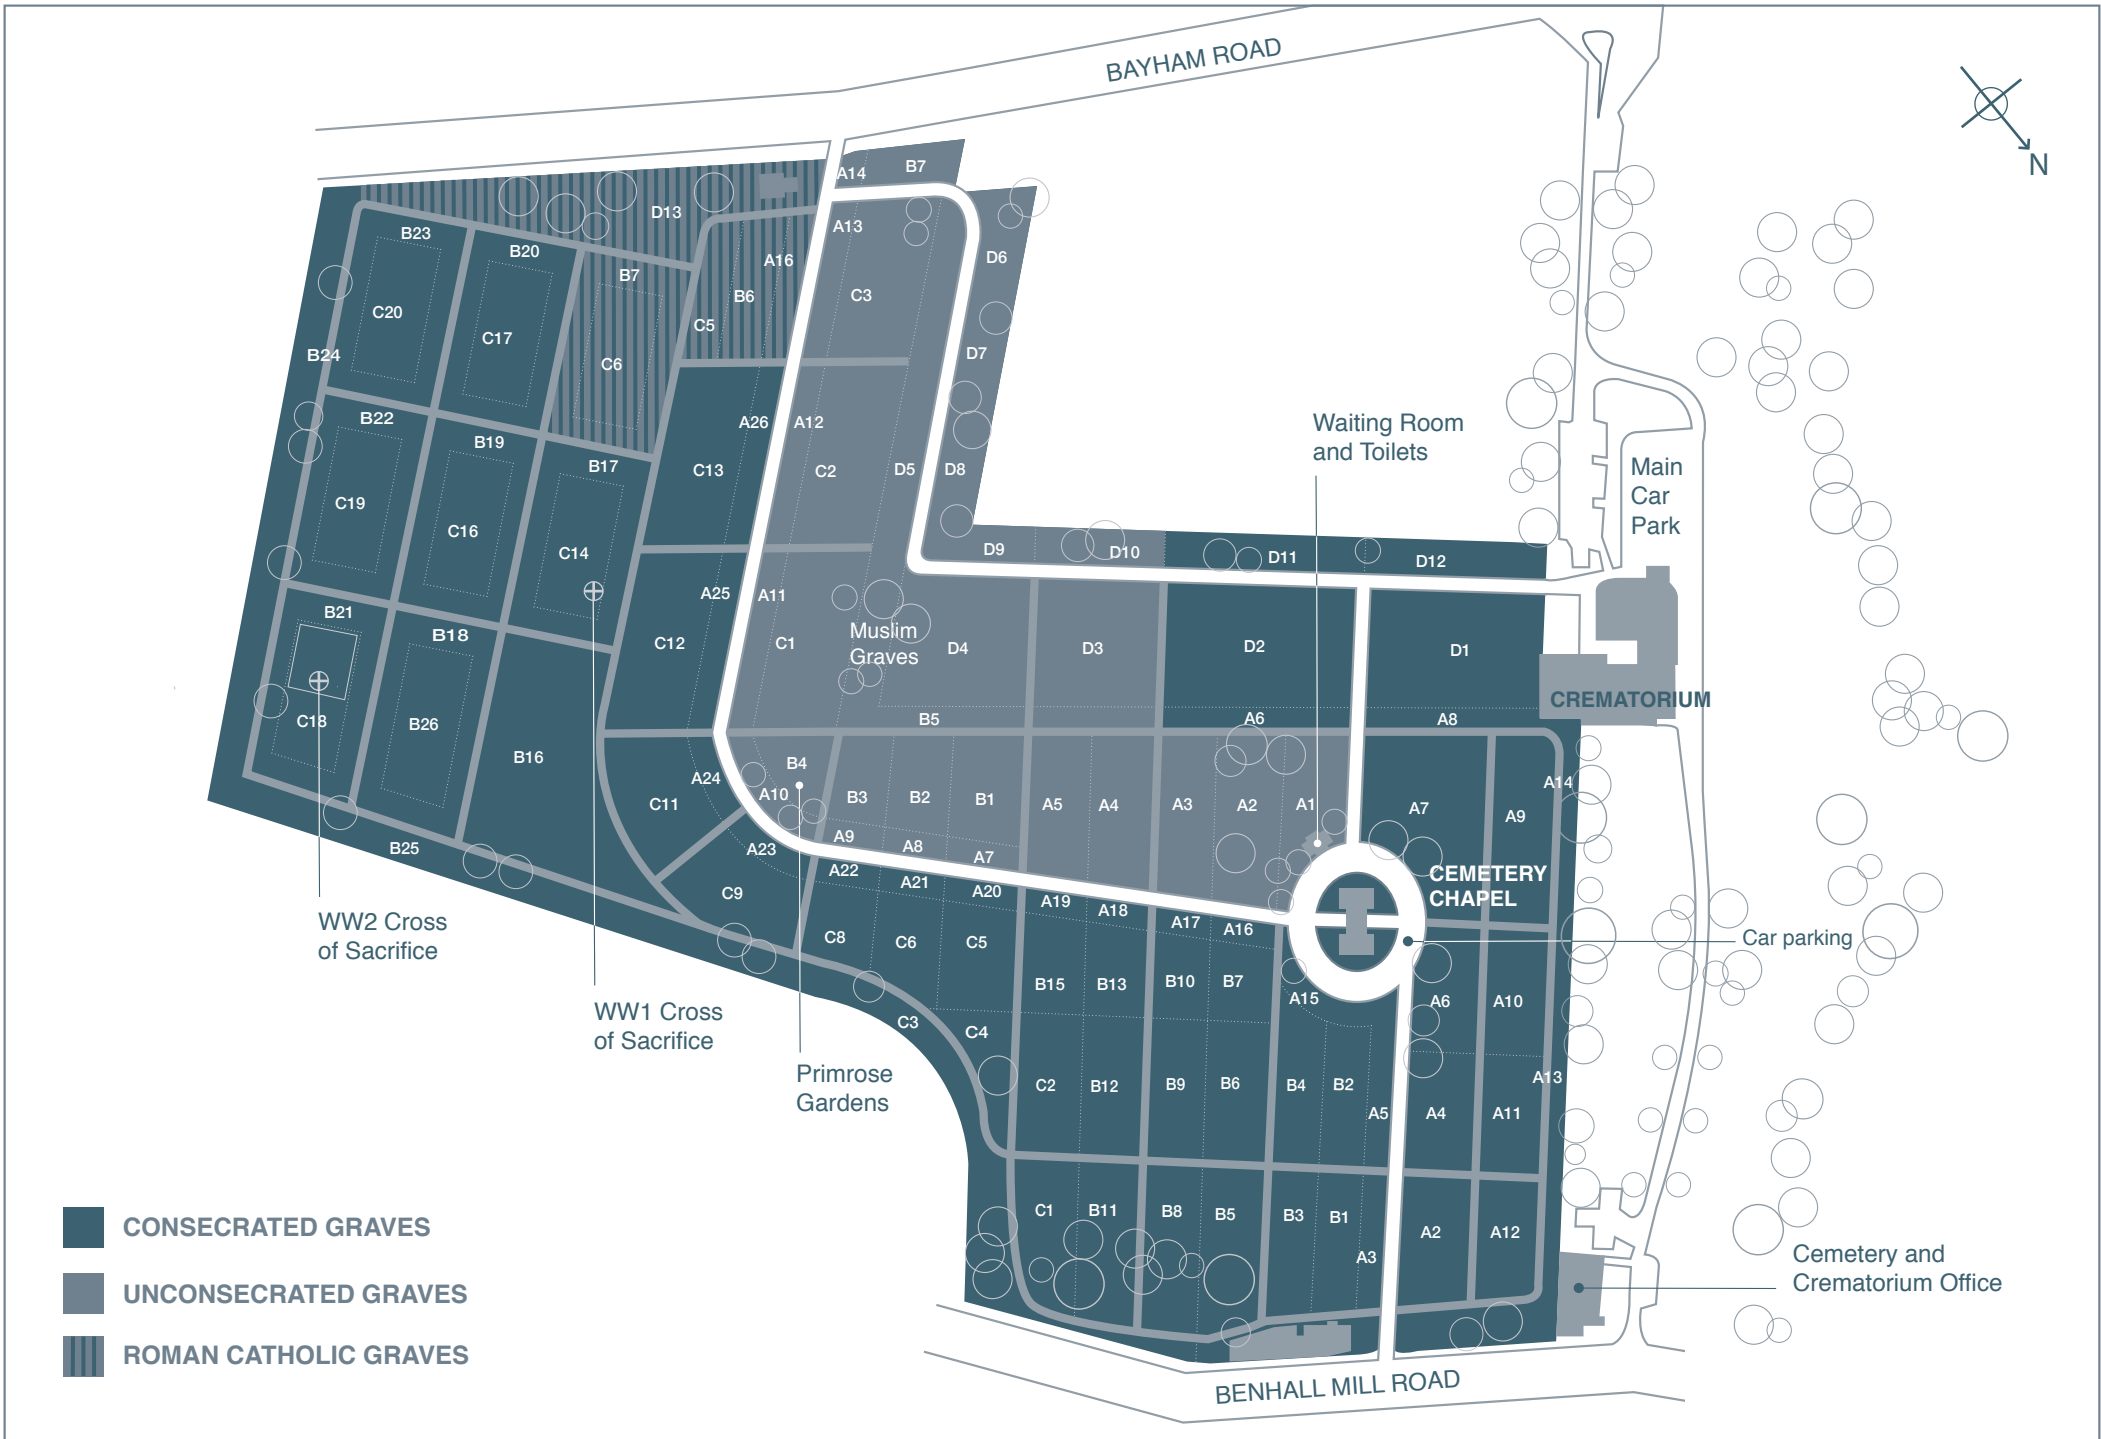 BAYHAM ROAD
N
A14
B7
D13
B23
B20
B7
A16
B6
C5
A13
C3
D6
D7
C20
C17
C6
B24
B22
B19
B17
A26
A12
C13
C2
D5
D8
C19
C16
C14
Waiting Room
and Toilets
Main
Car
Park
D9
D10
D11
D12
A25
A11
C12
C1
Muslim
Graves
D4
D3
D2
D1
CREMATORIUM
B21
B18
C18
B26
B16
B5
A6
A8
B4
A24
A10
C11
B3
B2
B1
A5
A4
A3
A2
A1
A7
A9
A14
B25
A23
A9
A8
A7
CEMETERY
CHAPEL
A22
A21
A20
A19
A18
A17
A16
C9
C8
C6
C5
Car parking
WW2 Cross
of Sacrifice
WW1 Cross
of Sacrifice
Primrose
Gardens
B15
B13
B10
B7
A15
A6
A10
C3
C4
C2
B12
B9
B6
B4
B2
A5
A4
A11
A13
C1
B11
B8
B5
B3
B1
A3
A2
A12
Cemetery and
Crematorium Office
CONSECRATED GRAVES
UNCONSECRATED GRAVES
ROMAN CATHOLIC GRAVES
BENHALL MILL ROAD